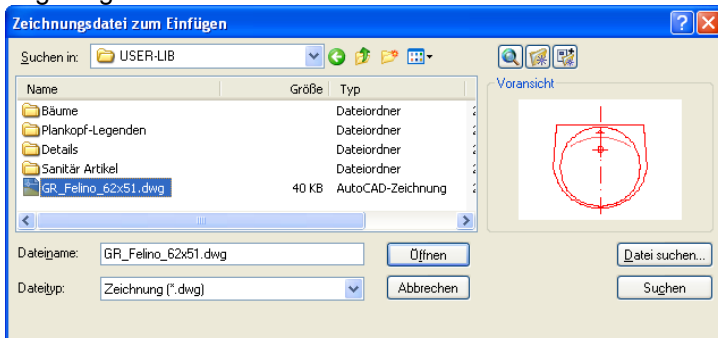 Zeichnungsdatei zum Einfügen
Suchen in: USER-LIB
Voransicht
Name Größe Typ
Bäume Dateiordner
Plankopf-Legenden Dateiordner
Details Dateiordner
Sanitär Artikel Dateiordner
GR_Felino_62x51.dwg 40 KB AutoCAD-Zeichnung
Dateiname: GR_Felino_62x51.dwg Öffnen Datei suchen...
Dateityp: Zeichnung (*.dwg) Abbrechen Suchen